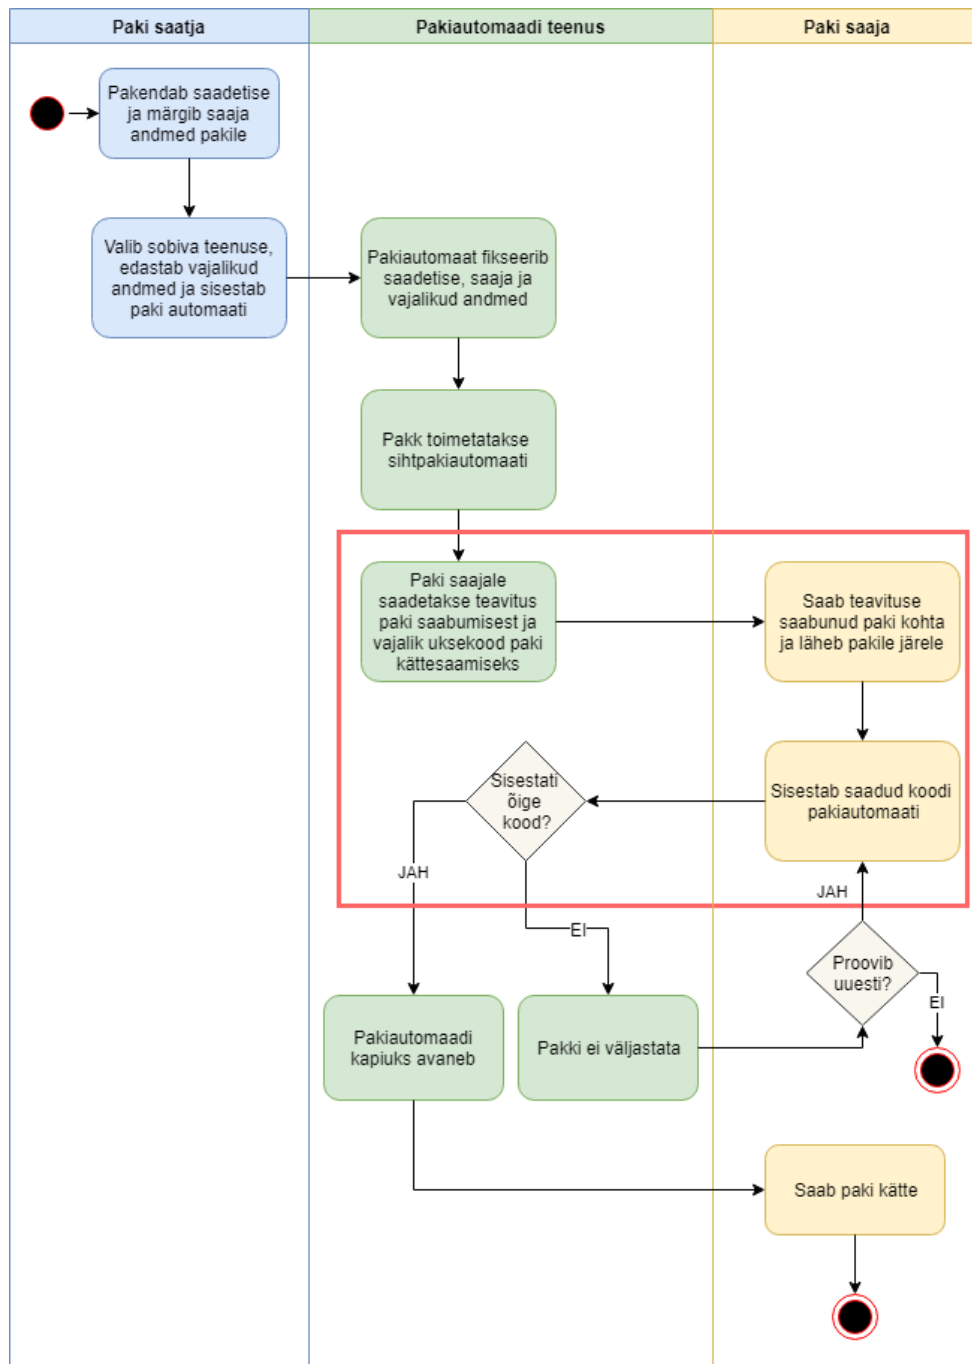 Paki saatja
Pakiautomaadi teenus
Paki saaja
Pakendab saadetise
ja märgib saaja
andmed pakile
Valib sobiva teenuse,
edastab vajalikud
andmed ja sisestab
paki automaati
Pakiautomaat fikseerib
saadetise, saaja ja
vajalikud andmed
Pakk toimetatakse
sihtpakiautomaati
Paki saajale
saadetakse teavitus
paki saabumisest ja
vajalik uksekood paki
kättesaamiseks
Saab teavituse
saabunud paki kohta
ja läheb pakile järele
Sisestab saadud koodi
pakiautomaati
Sisestati
õige
kood?
JAH
EI
JAH
Proovib
uuesti?
EI
Pakiautomaadi
kapiuks avaneb
Pakki ei väljastata
Saab paki kätte